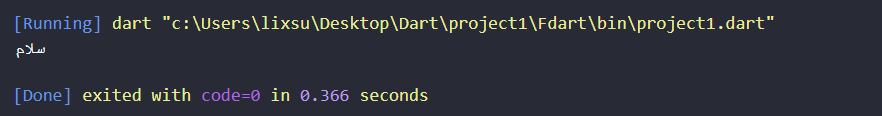 [Running] dart "c:\Users\lixsu\Desktop\Dart\project1\Fdart\bin\project1.dart"
سلام
[Done] exited with code=0 in 0.366 seconds